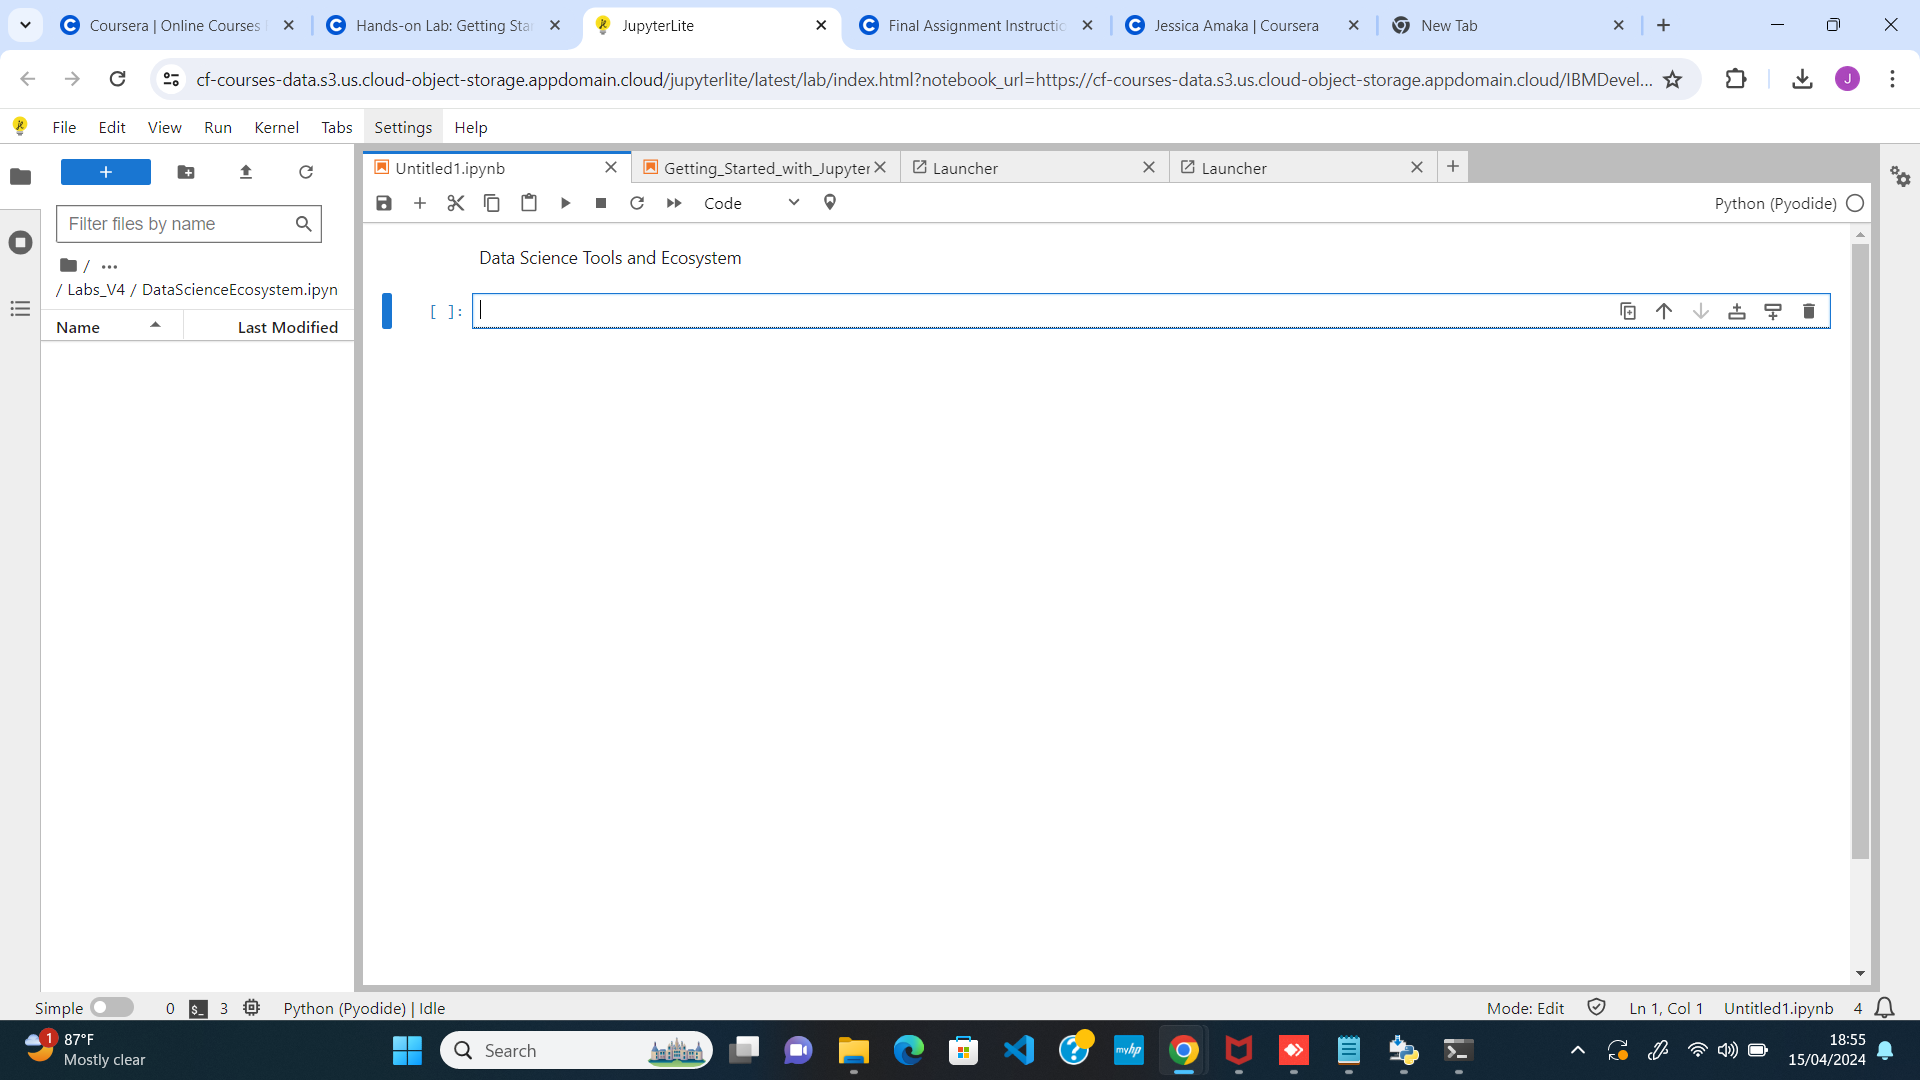 Coursera | Online Courses
Hands-on Lab: Getting Sta
JupyterLite
Final Assignment Instructio
Jessica Amaka | Coursera
New Tab
cf-courses-data.s3.us.cloud-object-storage.appdomain.cloud/jupyterlite/latest/lab/index.html?notebook_url=https://cf-courses-data.s3.us.cloud-object-storage.appdomain.cloud/IBMDevel...
J
File Edit View Run Kernel Tabs Settings Help
Untitled1.ipynb
Getting_Started_with_Jupyter
Launcher
Launcher
Code
Python (Pyodide)
Filter files by name
/ ...
/ Labs_V4 / DataScienceEcosystem.ipyn
Name Last Modified
Data Science Tools and Ecosystem
[ ]:
Simple 0 $_ 3 Python (Pyodide) | Idle
Mode: Edit Ln 1, Col 1 Untitled1.ipynb 4
1
87°F
Mostly clear
Search
myhp
18:55
15/04/2024